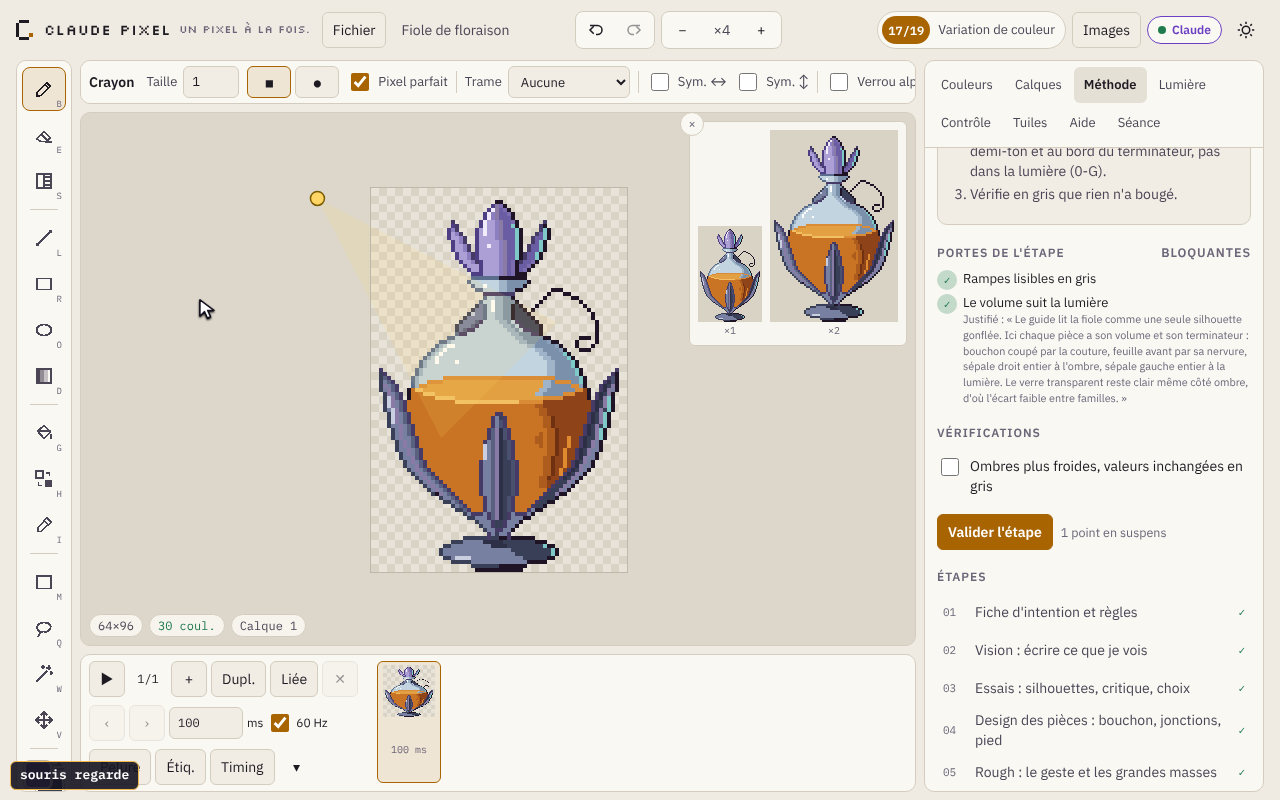 CLAUDE PIXEL UN PIXEL À LA FOIS. Fichier Fiole de floraison − ×4 + 17/19 Variation de couleur Images Claude
Crayon Taille 1 Pixel parfait Trame Aucune Sym. Sym. Verrou alp
Couleurs Calques Méthode Lumière
Contrôle Tuiles Aide Séance
B
E
S
L
R
O
D
G
H
I
M
Q
W
V
×
×1 ×2
64×96 30 coul. Calque 1
1/1 + Dupl. Liée ×
‹ › 100 ms 60 Hz
Étiq. Timing ▼
100 ms
souris regarde
demi-ton et au bord du terminateur, pas
dans la lumière (0-G).
3. Vérifie en gris que rien n'a bougé.
PORTES DE L'ÉTAPE BLOQUANTES
Rampes lisibles en gris
Le volume suit la lumière
Justifié : « Le guide lit la fiole comme une seule silhouette
gonflée. Ici chaque pièce a son volume et son terminateur :
bouchon coupé par la couture, feuille avant par sa nervure,
sépale droit entier à l'ombre, sépale gauche entier à la
lumière. Le verre transparent reste clair même côté ombre,
d'où l'écart faible entre familles. »
VÉRIFICATIONS
Ombres plus froides, valeurs inchangées en
gris
Valider l'étape 1 point en suspens
ÉTAPES
01 Fiche d'intention et règles ✓
02 Vision : écrire ce que je vois ✓
03 Essais : silhouettes, critique, choix ✓
04 Design des pièces : bouchon, jonctions,
pied ✓
05 Rough : le geste et les grandes masses ✓